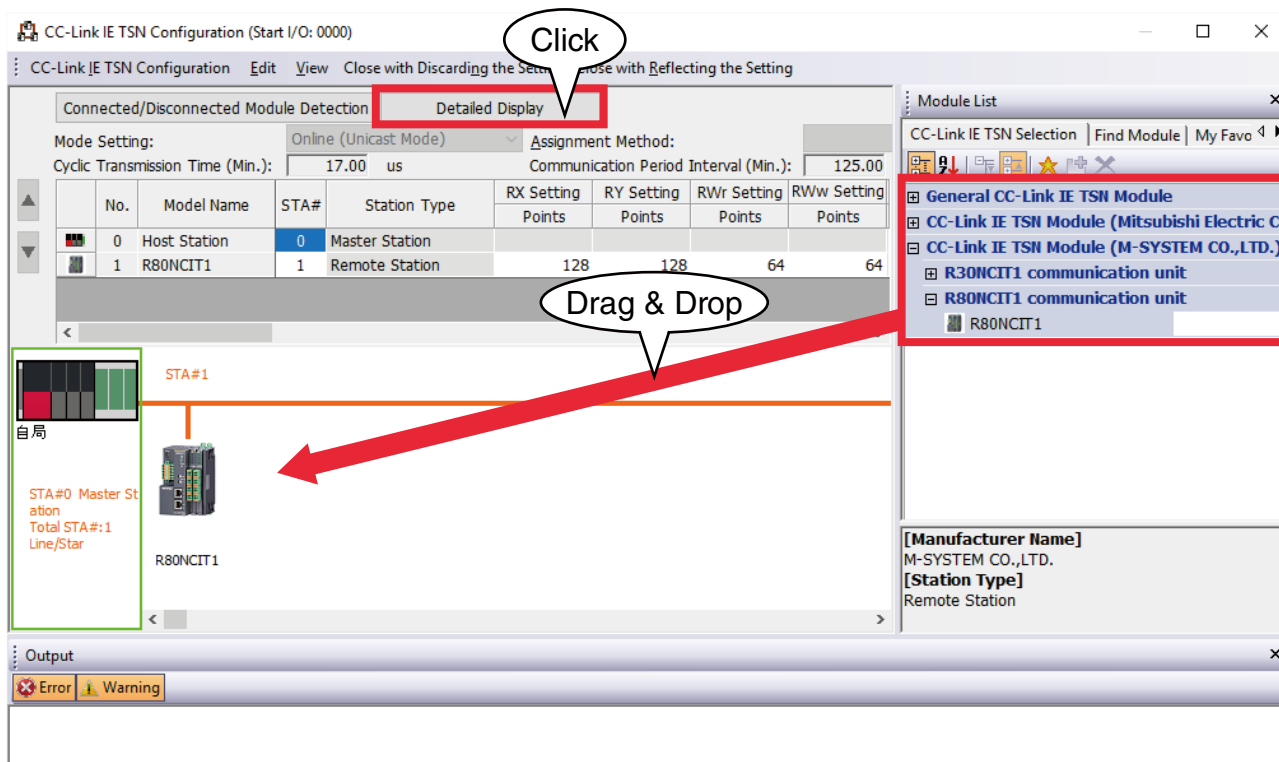 CC-Link IE TSN Configuration (Start I/O: 0000)
Click
CC-Link IE TSN Configuration Edit View Close with Discarding the Setting Close with Reflecting the Setting
Connected/Disconnected Module Detection Detailed Display
Mode Setting: Online (Unicast Mode) Assignment Method:
Cyclic Transmission Time (Min.): 17.00 us Communication Period Interval (Min.): 125.00
No. Model Name STA# Station Type RX Setting RY Setting RWr Setting RWw Setting
Points Points Points Points
0 Host Station 0 Master Station
1 R80NCIT1 1 Remote Station 128 128 64 64
Drag & Drop
STA#1
自局
STA#0 Master St
ation
Total STA#:1
Line/Star
R80NCIT1
Module List
CC-Link IE TSN Selection Find Module My Favo
General CC-Link IE TSN Module
CC-Link IE TSN Module (Mitsubishi Electric C
CC-Link IE TSN Module (M-SYSTEM CO.,LTD.)
R30NCIT1 communication unit
R80NCIT1 communication unit
R80NCIT1
[Manufacturer Name]
M-SYSTEM CO.,LTD.
[Station Type]
Remote Station
Output
Error Warning